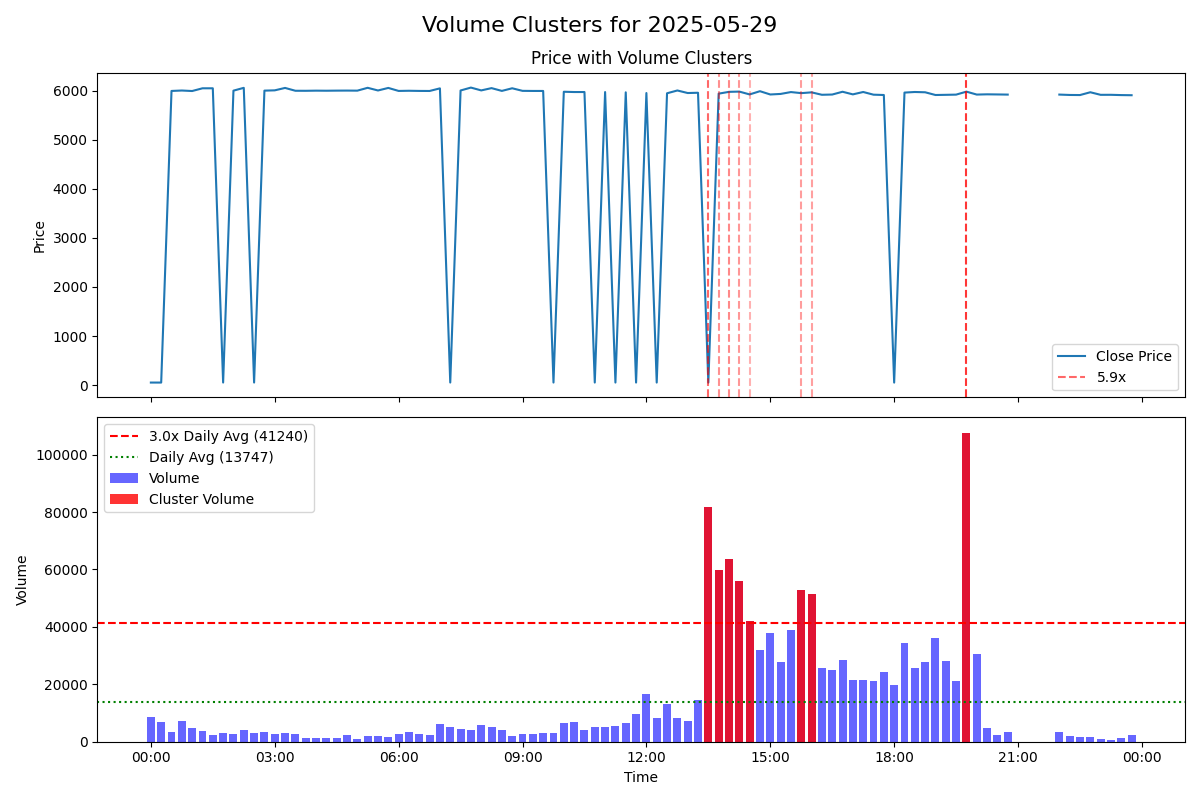 Volume Clusters for 2025-05-29
Price with Volume Clusters
6000
5000
4000
3000
2000
1000
0
Price
Close Price
5.9x
3.0x Daily Avg (41240)
Daily Avg (13747)
Volume
Cluster Volume
100000
80000
60000
40000
20000
0
Volume
00:00
03:00
06:00
09:00
12:00
15:00
18:00
21:00
00:00
Time